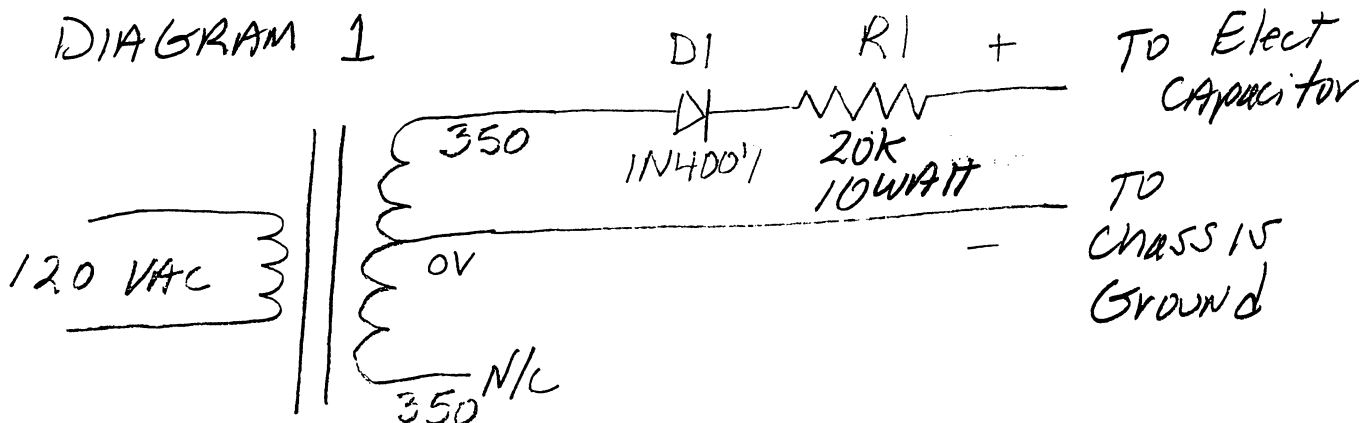 DIAGRAM 1
D1
R1
+
TO Elect
CApacitor
350
1N4001
20K
10WAtt
120 VAC
0V
−
TO
Chassis
Ground
350 N/C